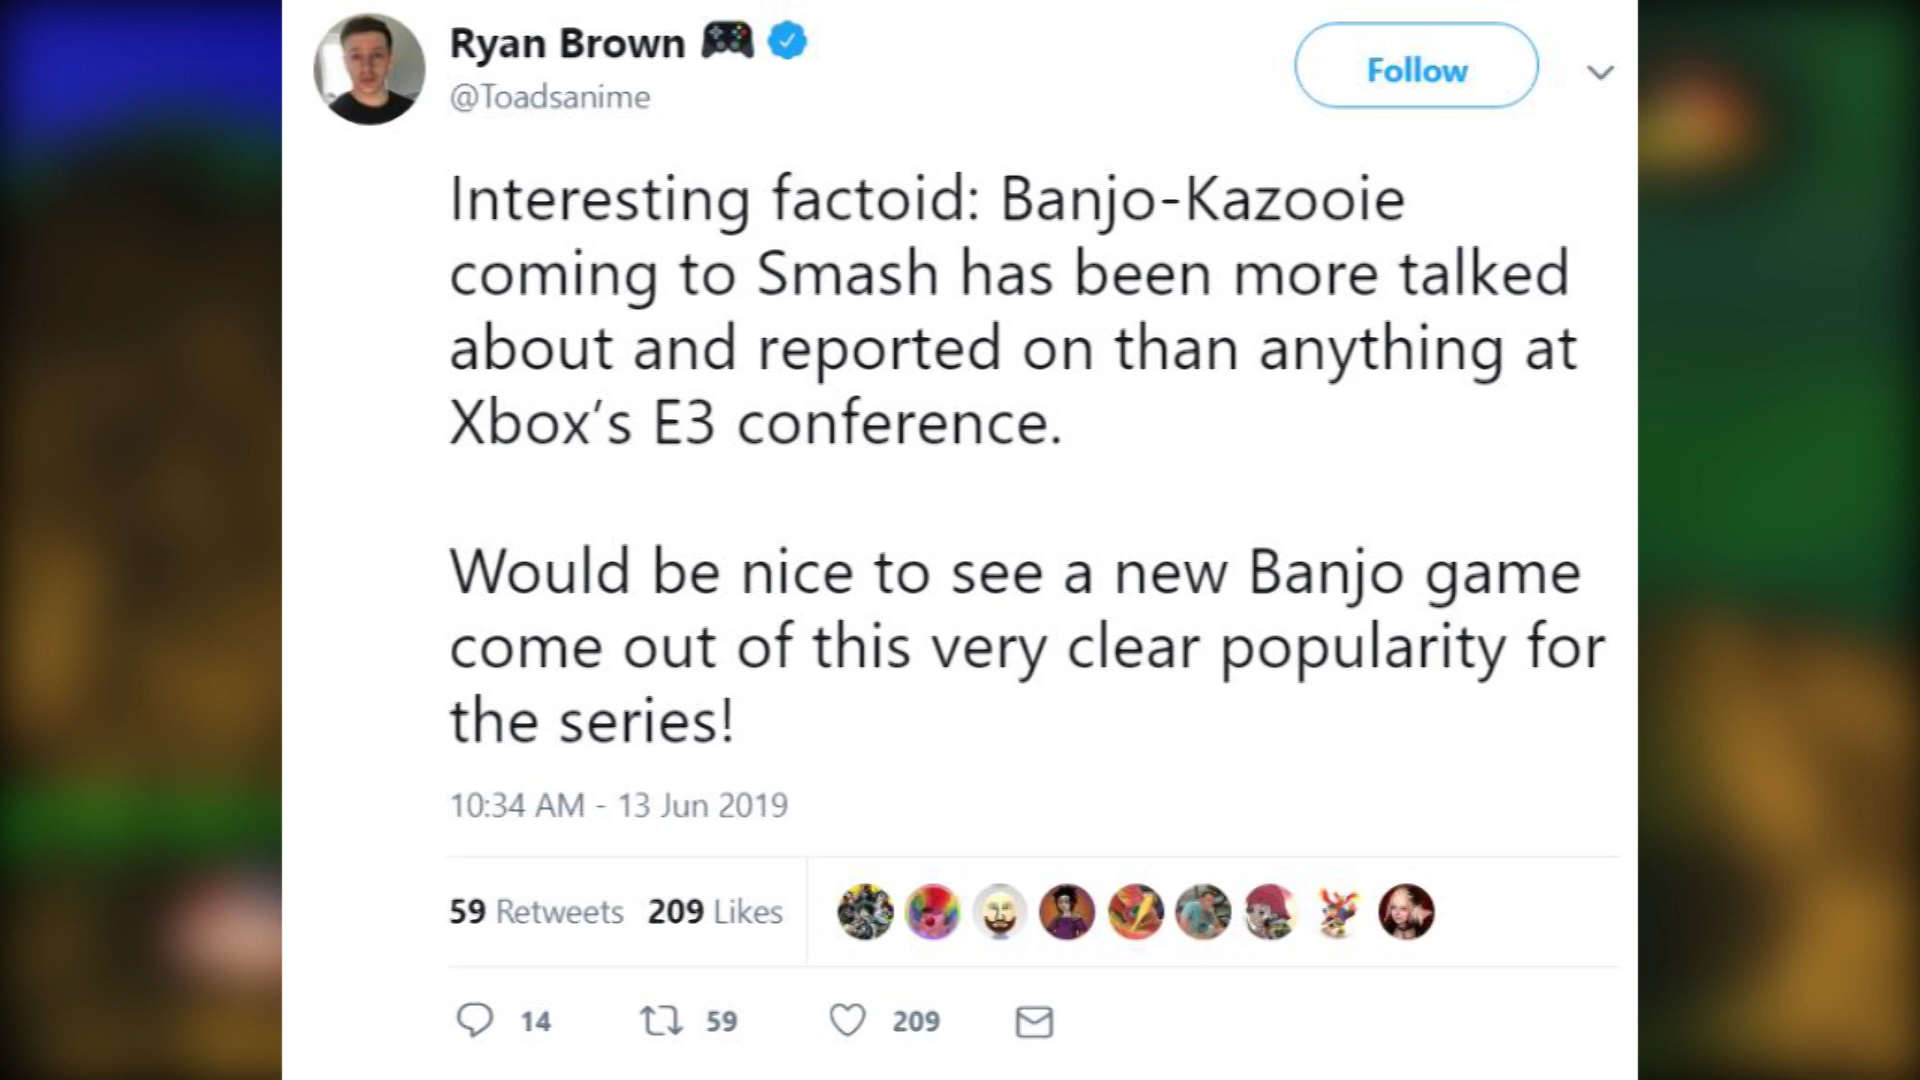 Ryan Brown
@Toadsanime
Follow
Interesting factoid: Banjo-Kazooie
coming to Smash has been more talked
about and reported on than anything at
Xbox’s E3 conference.
Would be nice to see a new Banjo game
come out of this very clear popularity for
the series!
10:34 AM - 13 Jun 2019
59 Retweets 209 Likes
14 59 209